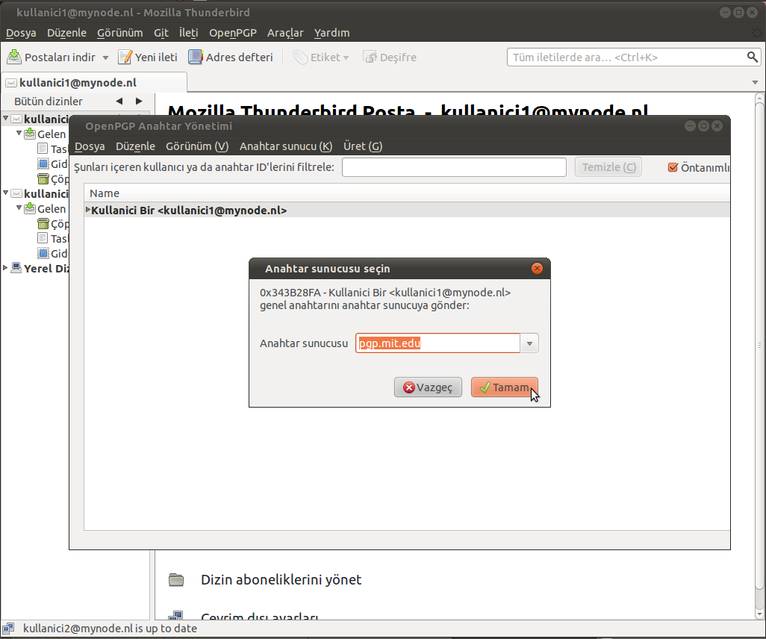 kullanici1@mynode.nl - Mozilla Thunderbird
Dosya Düzenle Görünüm Git İleti OpenPGP Araçlar Yardım
Postaları indir Yeni ileti Adres defteri Etiket Deşifre Tüm iletilerde ara… <Ctrl+K>
kullanici1@mynode.nl
Bütün dizinler
Mozilla Thunderbird Posta - kullanici1@mynode.nl
kullanici
Gelen
Tas
Gid
Çöp
kullanici
Gelen
Çöp
Tas
Gid
Yerel Diz
OpenPGP Anahtar Yönetimi
Dosya Düzenle Görünüm (V) Anahtar sunucu (K) Üret (G)
Şunları içeren kullanıcı ya da anahtar ID'lerini filtrele: Temizle (C) Öntanımlı
Name
Kullanici Bir <kullanici1@mynode.nl>
Anahtar sunucusu seçin
0x343B28FA - Kullanici Bir <kullanici1@mynode.nl>
genel anahtarını anahtar sunucuya gönder:
Anahtar sunucusu pgp.mit.edu
Vazgeç Tamam
Dizin aboneliklerini yönet
Çevrim dışı ayarları
kullanici2@mynode.nl is up to date